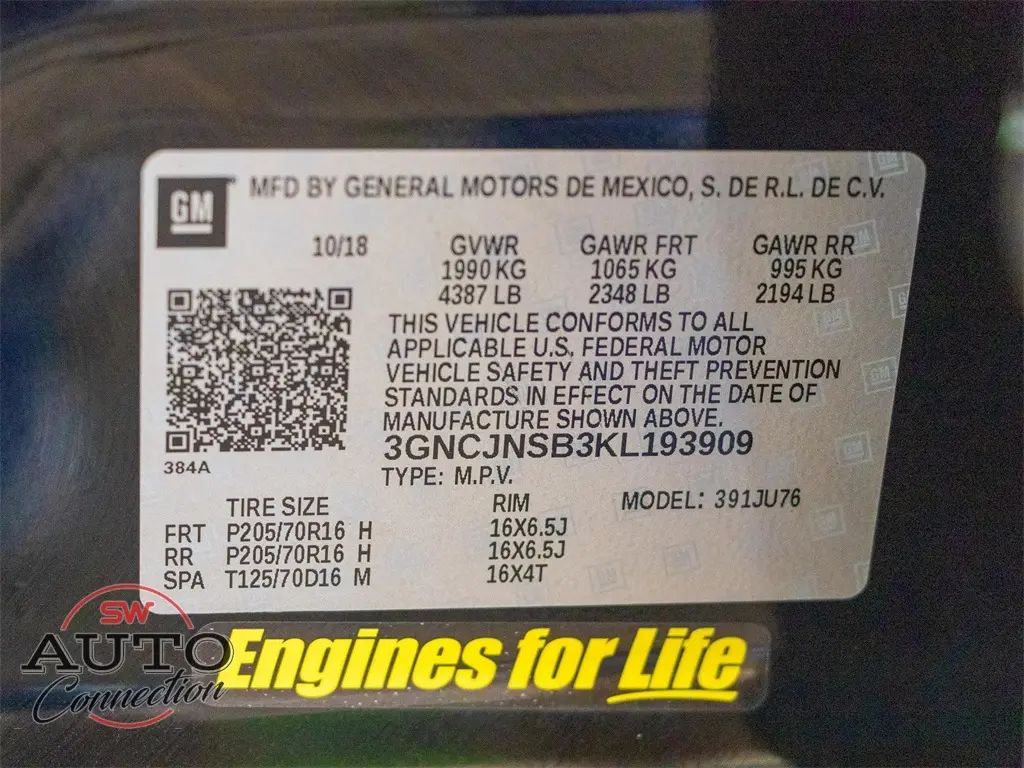 GM
MFD BY GENERAL MOTORS DE MEXICO, S. DE R.L. DE C.V.
10/18 GVWR GAWR FRT GAWR RR
1990 KG 1065 KG 995 KG
4387 LB 2348 LB 2194 LB
THIS VEHICLE CONFORMS TO ALL
APPLICABLE U.S. FEDERAL MOTOR
VEHICLE SAFETY AND THEFT PREVENTION
STANDARDS IN EFFECT ON THE DATE OF
MANUFACTURE SHOWN ABOVE.
3GNCJNSB3KL193909
384A
TYPE: M.P.V.
TIRE SIZE RIM MODEL: 391JU76
FRT P205/70R16 H 16X6.5J
RR P205/70R16 H 16X6.5J
SPA T125/70D16 M 16X4T
SW
AUTO
Connection
Engines for Life